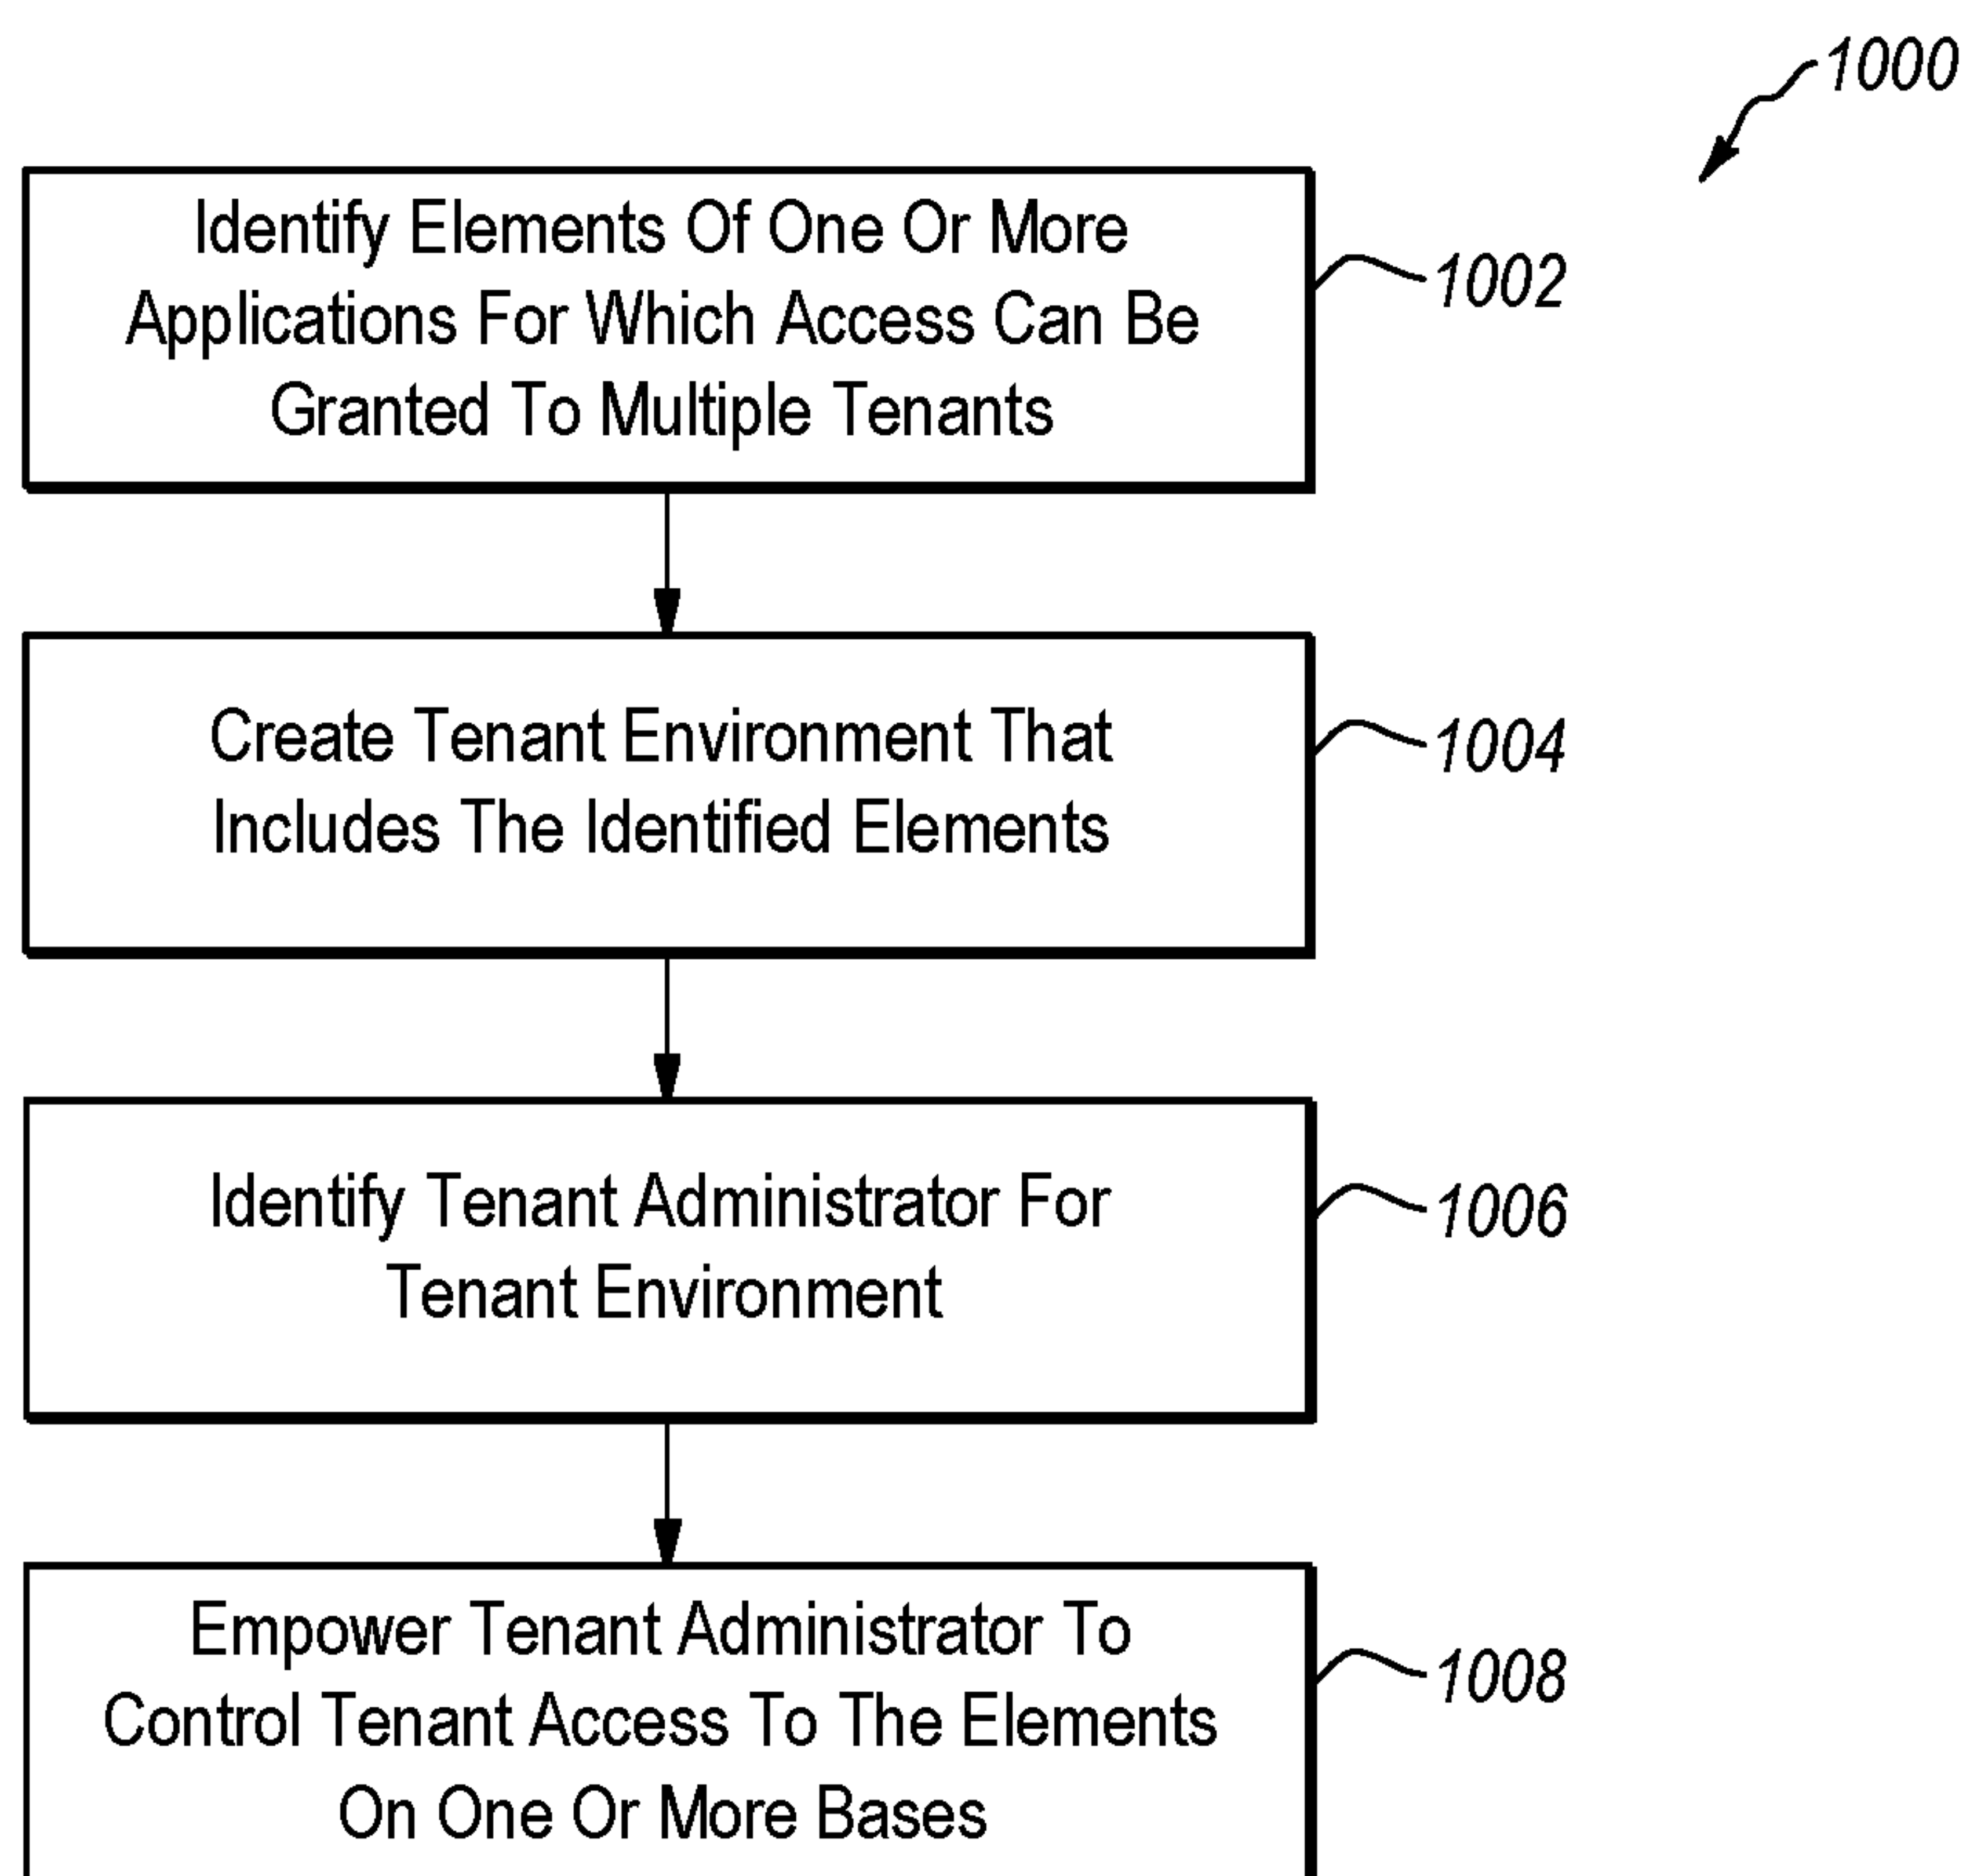 1000
Identify Elements Of One Or More
Applications For Which Access Can Be
Granted To Multiple Tenants
1002
Create Tenant Environment That
Includes The Identified Elements
1004
Identify Tenant Administrator For
Tenant Environment
1006
Empower Tenant Administrator To
Control Tenant Access To The Elements
On One Or More Bases
1008